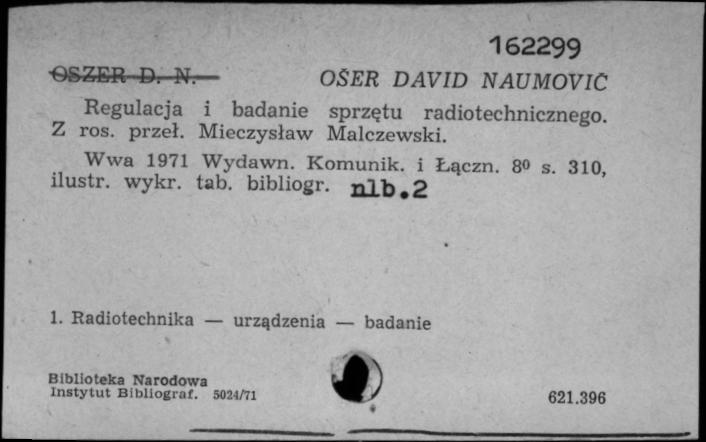 162299
OSZER D. N. OŠER DAVID NAUMOVIČ
Regulacja i badanie sprzętu radiotechnicznego.
Z ros. przeł. Mieczysław Malczewski.
Wwa 1971 Wydawn. Komunik. i Łączn. 8⁰ s. 310,
ilustr. wykr. tab. bibliogr. nlb.2
1. Radiotechnika — urządzenia — badanie
Biblioteka Narodowa
Instytut Bibliograf. 5024/71
621.396